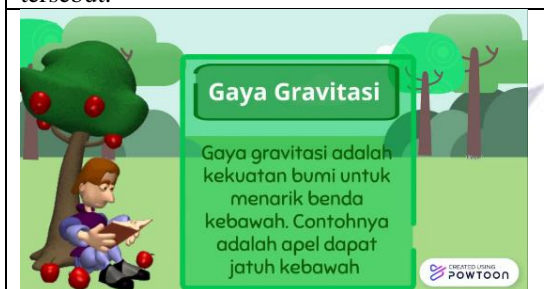 tersebut.
Gaya Gravitasi
Gaya gravitasi adalah
kekuatan bumi untuk
menarik benda
kebawah. Contohnya
adalah apel dapat
jatuh kebawah
CREATED USING
POWTOON